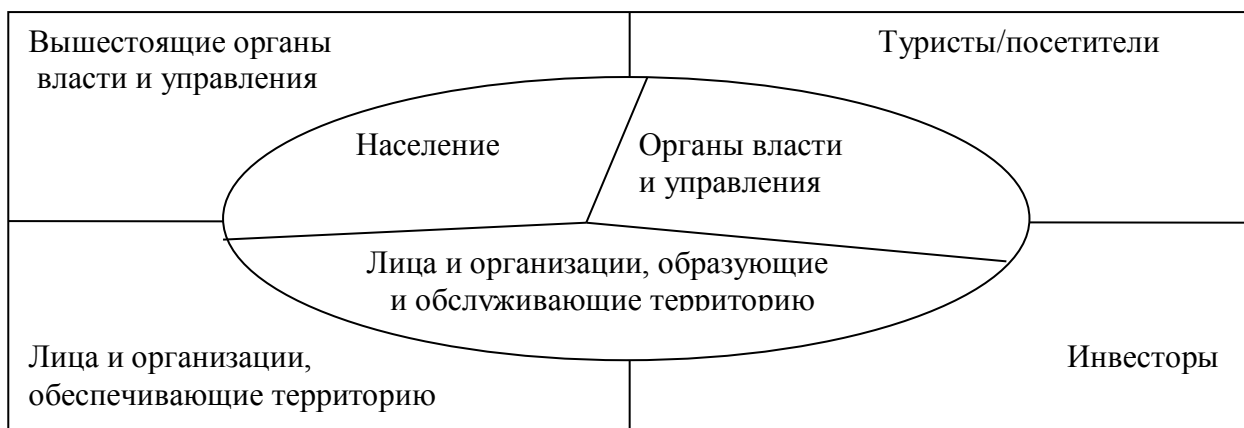 Вышестоящие органы
власти и управления
Туристы/посетители
Население
Органы власти
и управления
Лица и организации, образующие
и обслуживающие территорию
Лица и организации,
обеспечивающие территорию
Инвесторы